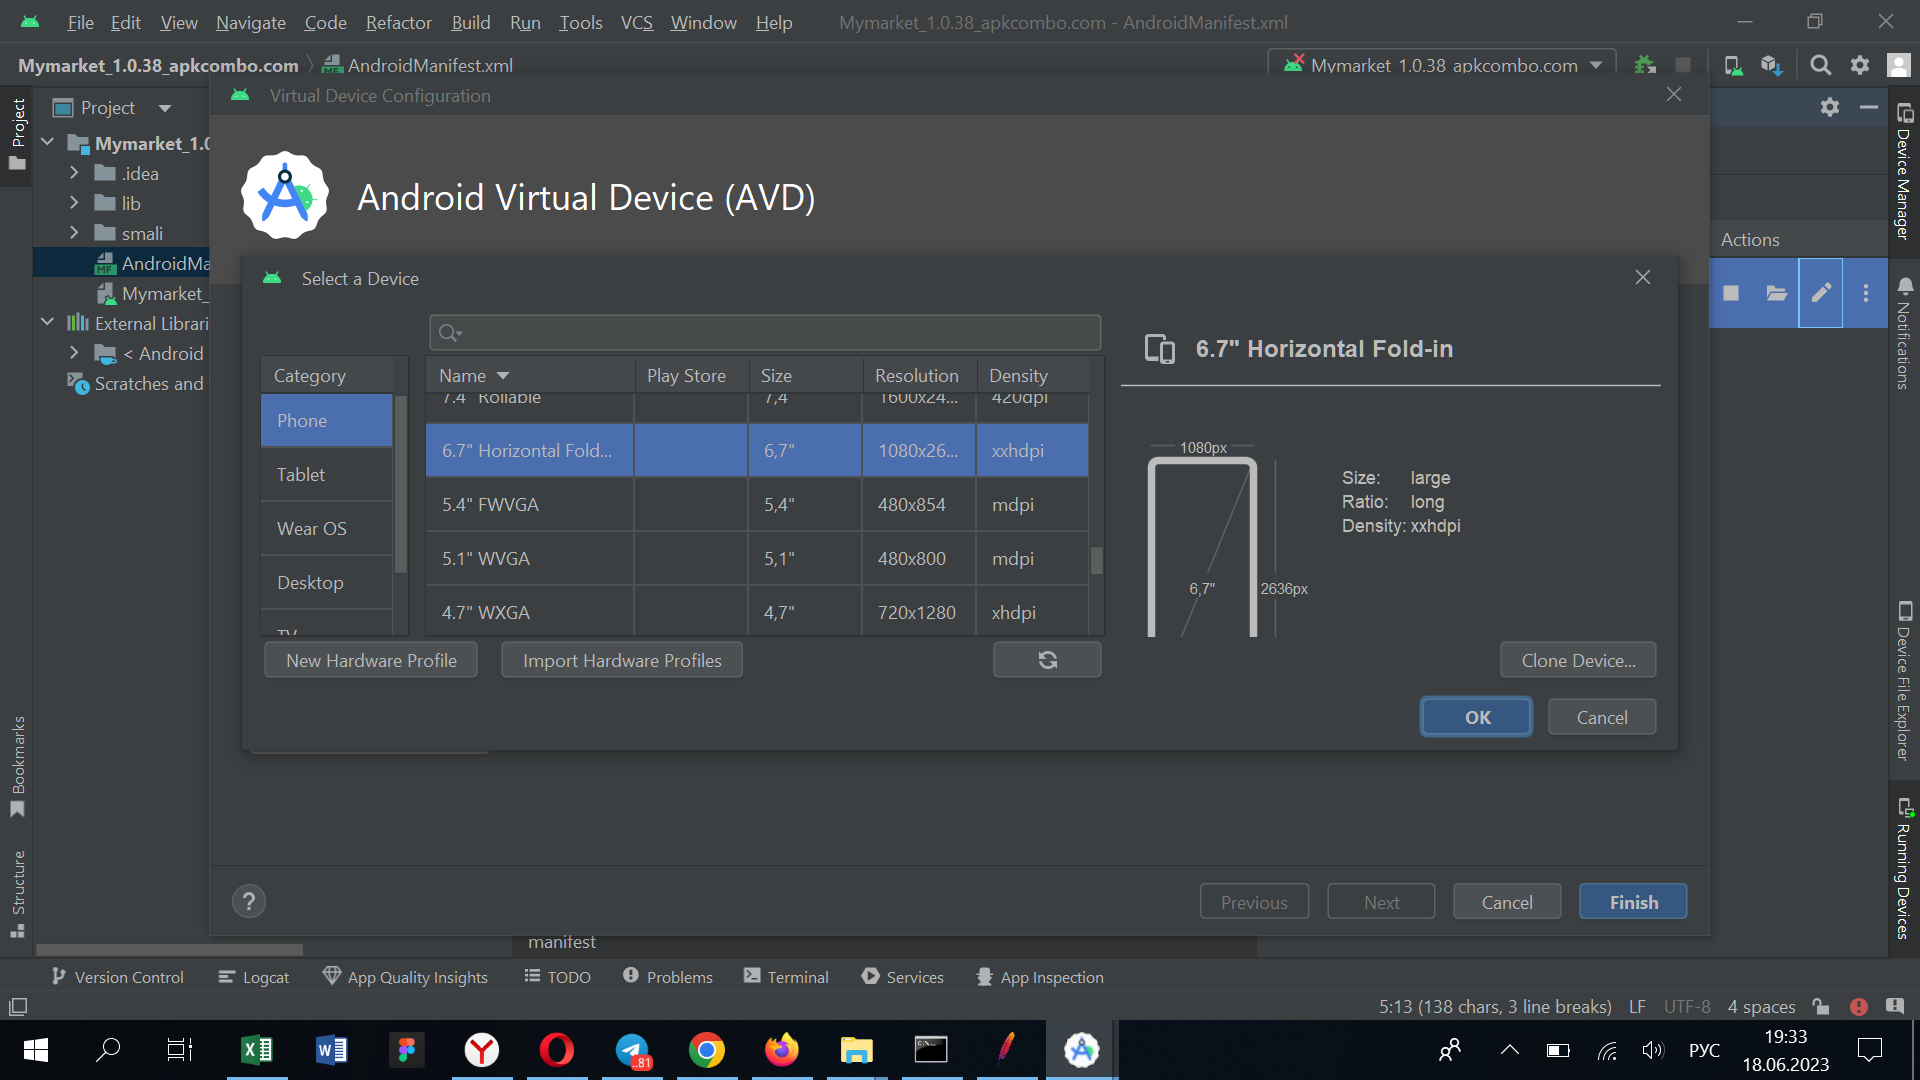 File Edit View Navigate Code Refactor Build Run Tools VCS Window Help Mymarket_1.0.38_apkcombo.com - AndroidManifest.xml
Mymarket_1.0.38_apkcombo.com AndroidManifest.xml Mymarket_1.0.38_apkcombo.com
Project
Virtual Device Configuration
Project
Mymarket_1.0
.idea
lib
smali
AndroidMa
Mymarket_
External Librari
< Android
Scratches and
Android Virtual Device (AVD)
Actions
Device Manager
Notifications
Select a Device
6.7" Horizontal Fold-in
Category Name Play Store Size Resolution Density
7.4" Rollable 7,4" 1600x24... 420dpi
Phone
6.7" Horizontal Fold... 6,7" 1080x26... xxhdpi
Tablet
5.4" FWVGA 5,4" 480x854 mdpi
Wear OS
5.1" WVGA 5,1" 480x800 mdpi
Desktop
4.7" WXGA 4,7" 720x1280 xhdpi
TV
1080px
6,7"
2636px
Size: large
Ratio: long
Density: xxhdpi
New Hardware Profile Import Hardware Profiles Clone Device...
OK Cancel
Device File Explorer
Running Devices
Bookmarks
Structure
? Previous Next Cancel Finish
manifest
Version Control Logcat App Quality Insights TODO Problems Terminal Services App Inspection
5:13 (138 chars, 3 line breaks) LF UTF-8 4 spaces
81
РУС
19:33
18.06.2023